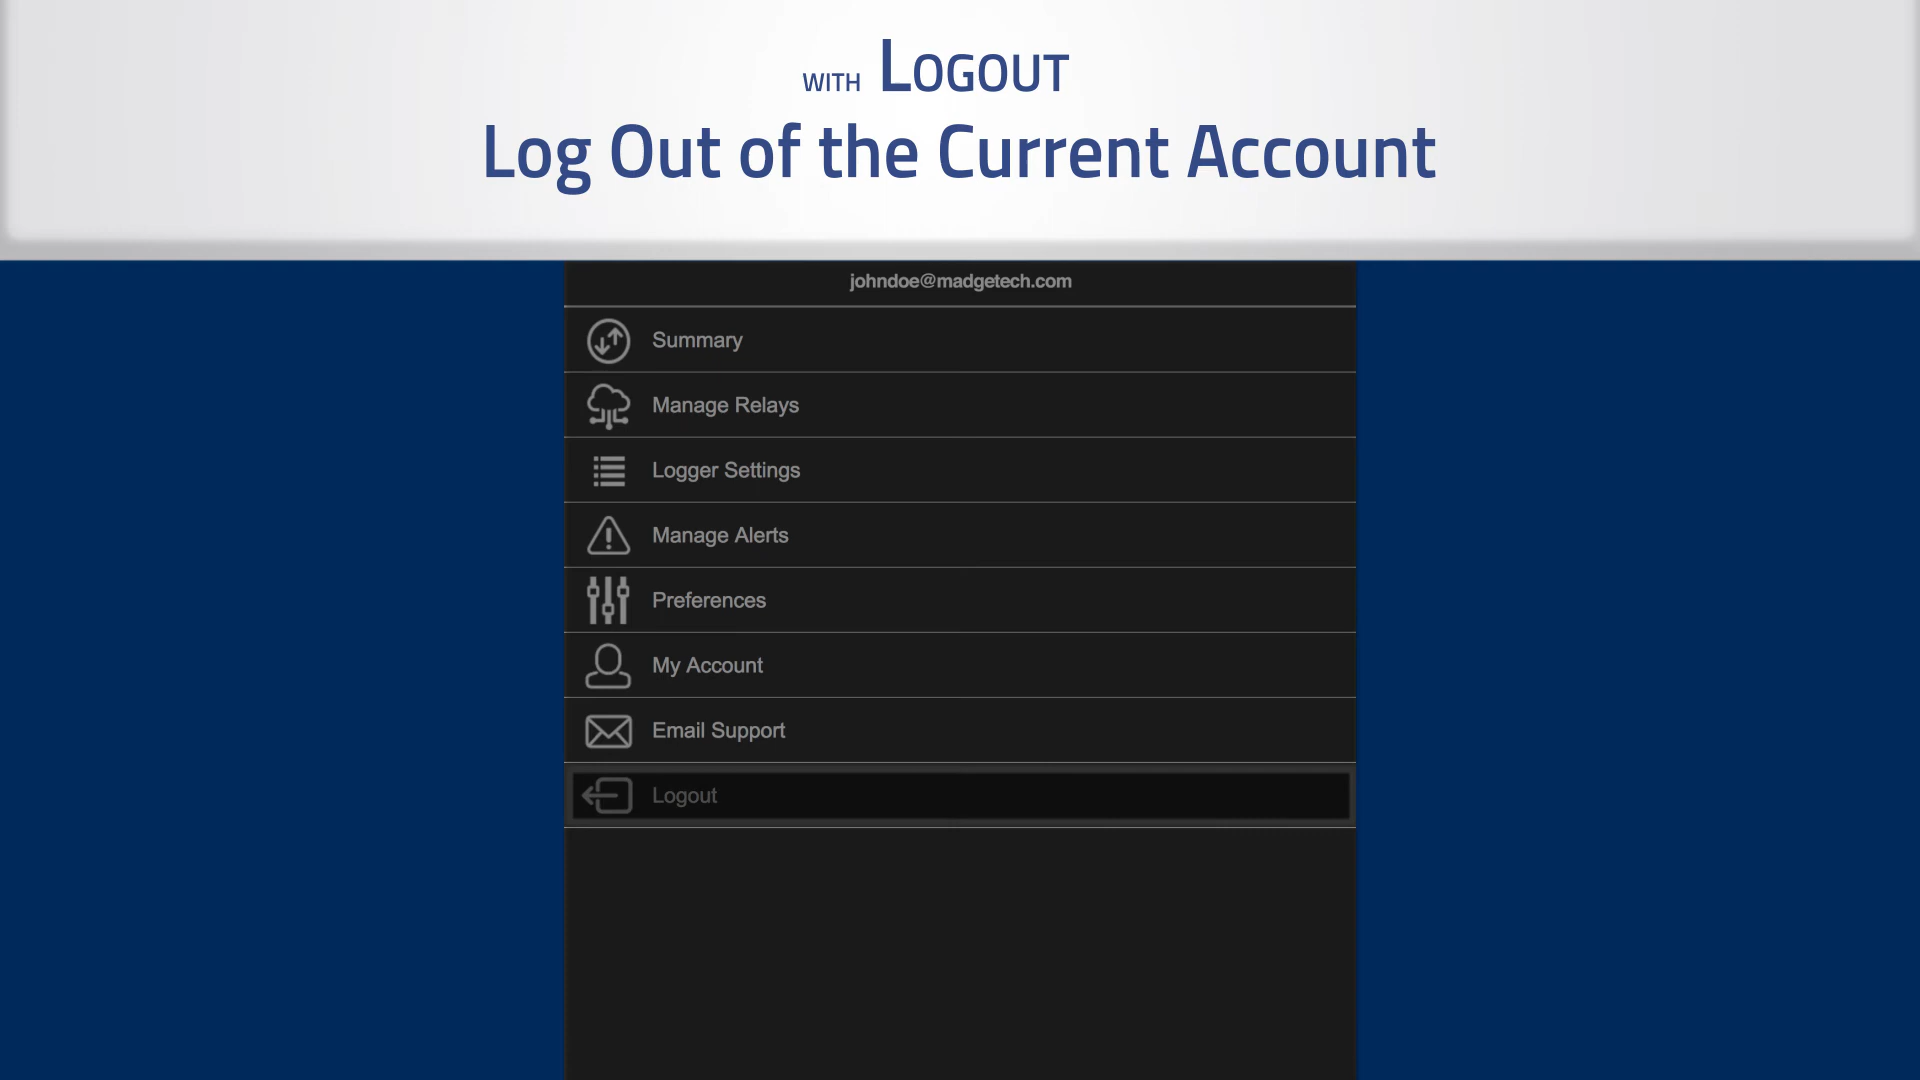 WITH LOGOUT
Log Out of the Current Account
johndoe@madgetech.com
Summary
Manage Relays
Logger Settings
Manage Alerts
Preferences
My Account
Email Support
Logout